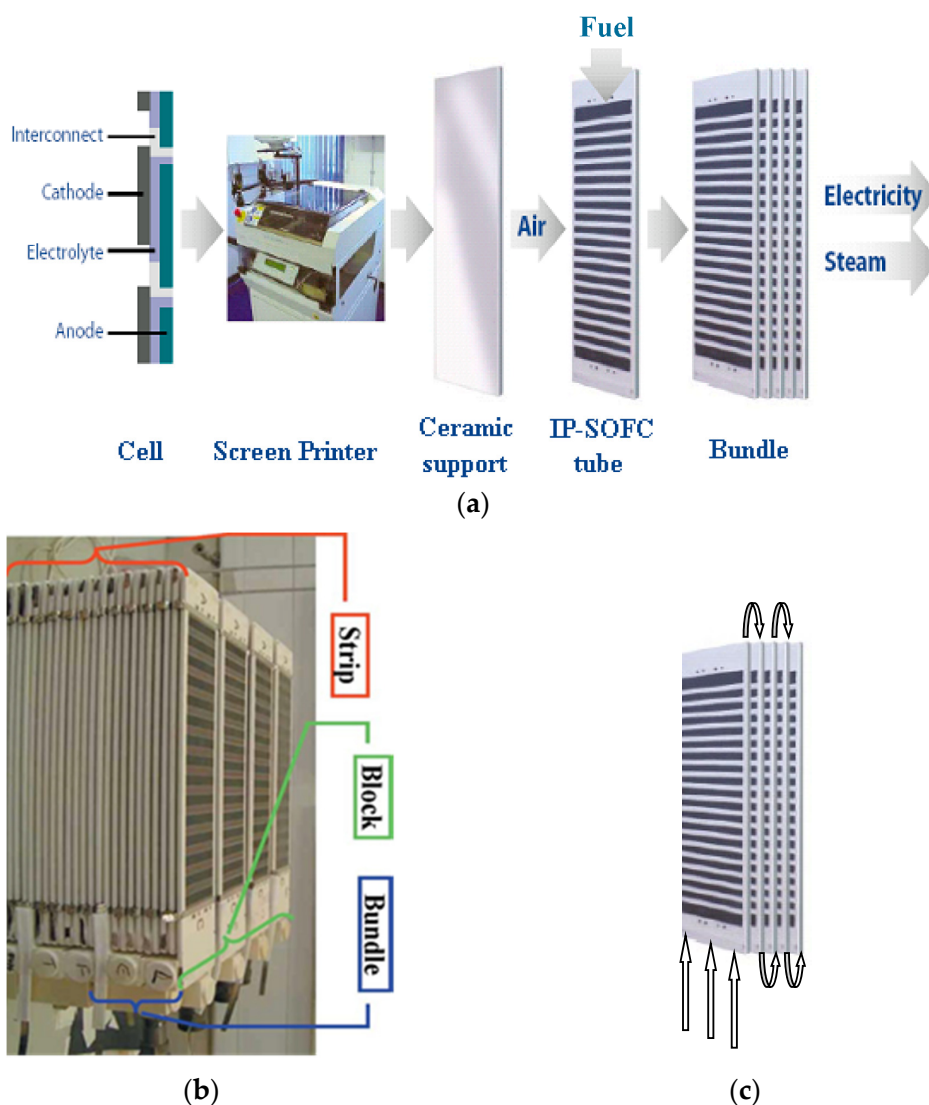 Fuel
Interconnect
Cathode
Electrolyte
Anode
Air
Electricity
Steam
Cell
Screen Printer
Ceramic
support
IP-SOFC
tube
Bundle
(a)
Strip
Block
Bundle
(b)
(c)